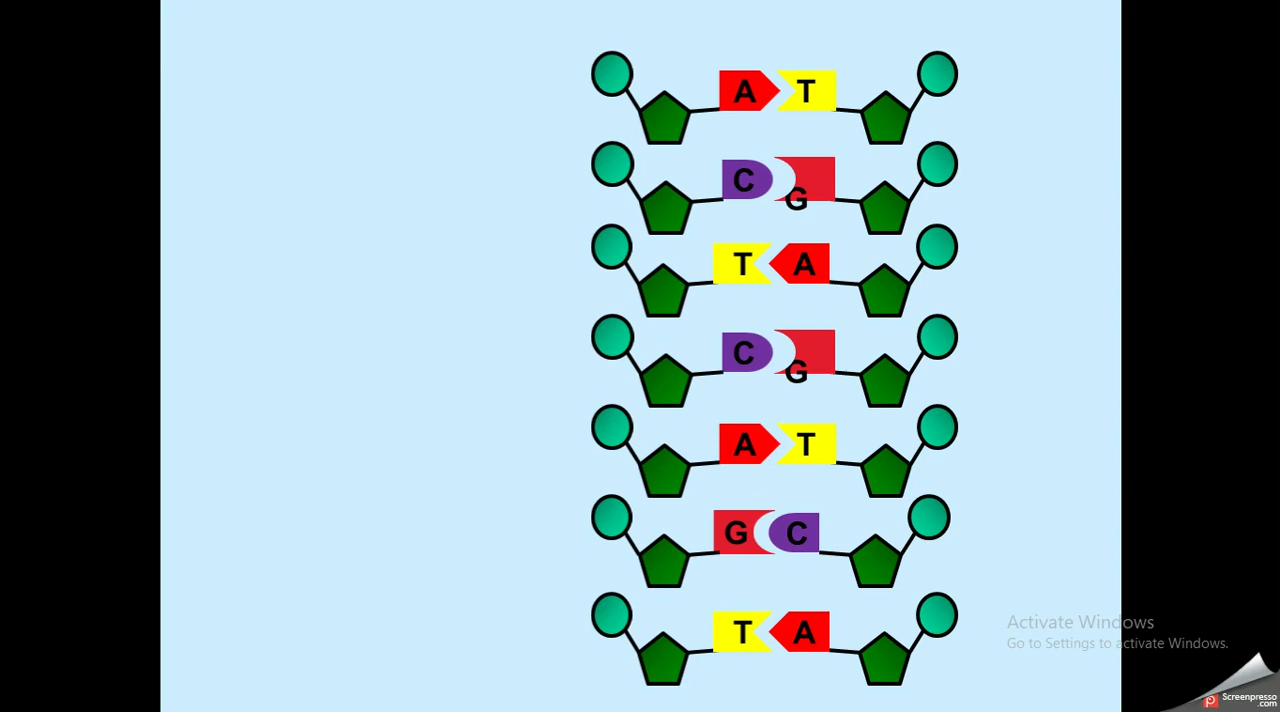 A T
C G
T A
C G
A T
G C
T A
Activate Windows
Go to Settings to activate Windows.
Screenpresso
.com